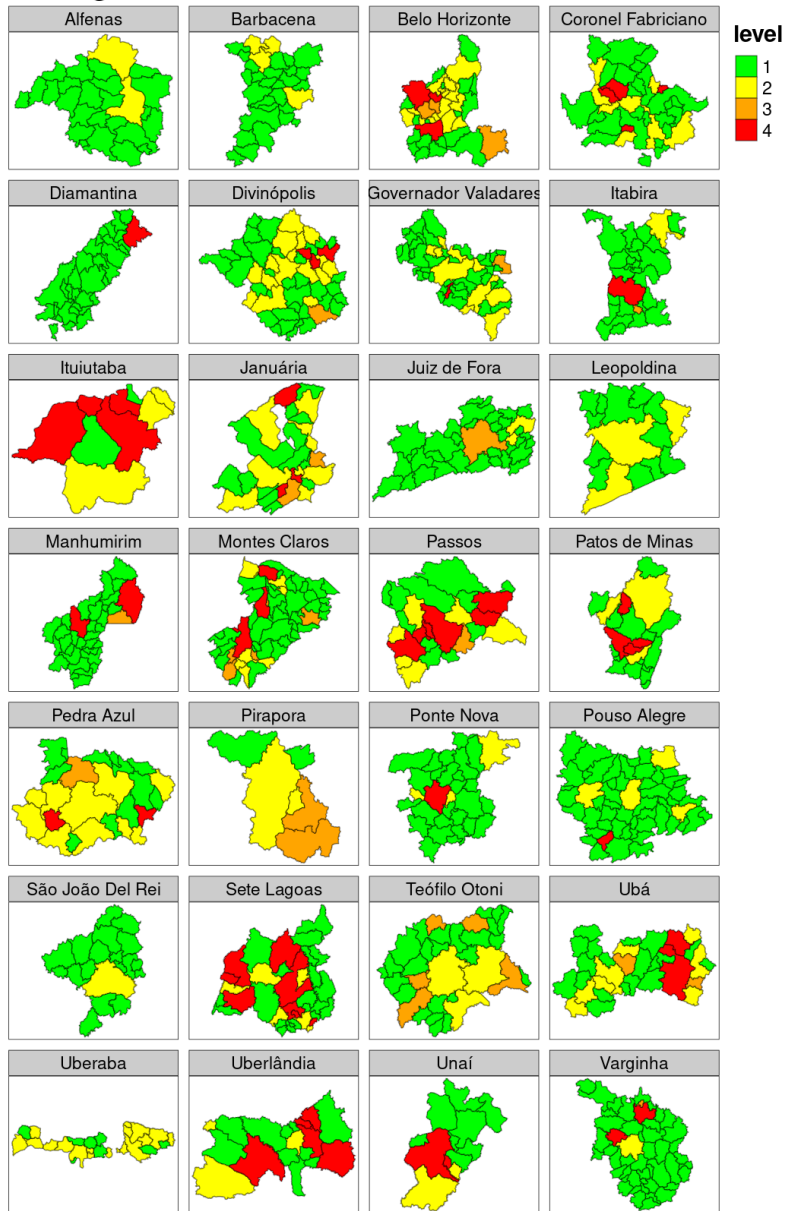 Alfenas
Barbacena
Belo Horizonte
Coronel Fabriciano
level
1
2
3
4
Diamantina
Divinópolis
Governador Valadares
Itabira
Ituiutaba
Januária
Juiz de Fora
Leopoldina
Manhumirim
Montes Claros
Passos
Patos de Minas
Pedra Azul
Pirapora
Ponte Nova
Pouso Alegre
São João Del Rei
Sete Lagoas
Teófilo Otoni
Ubá
Uberaba
Uberlândia
Unaí
Varginha